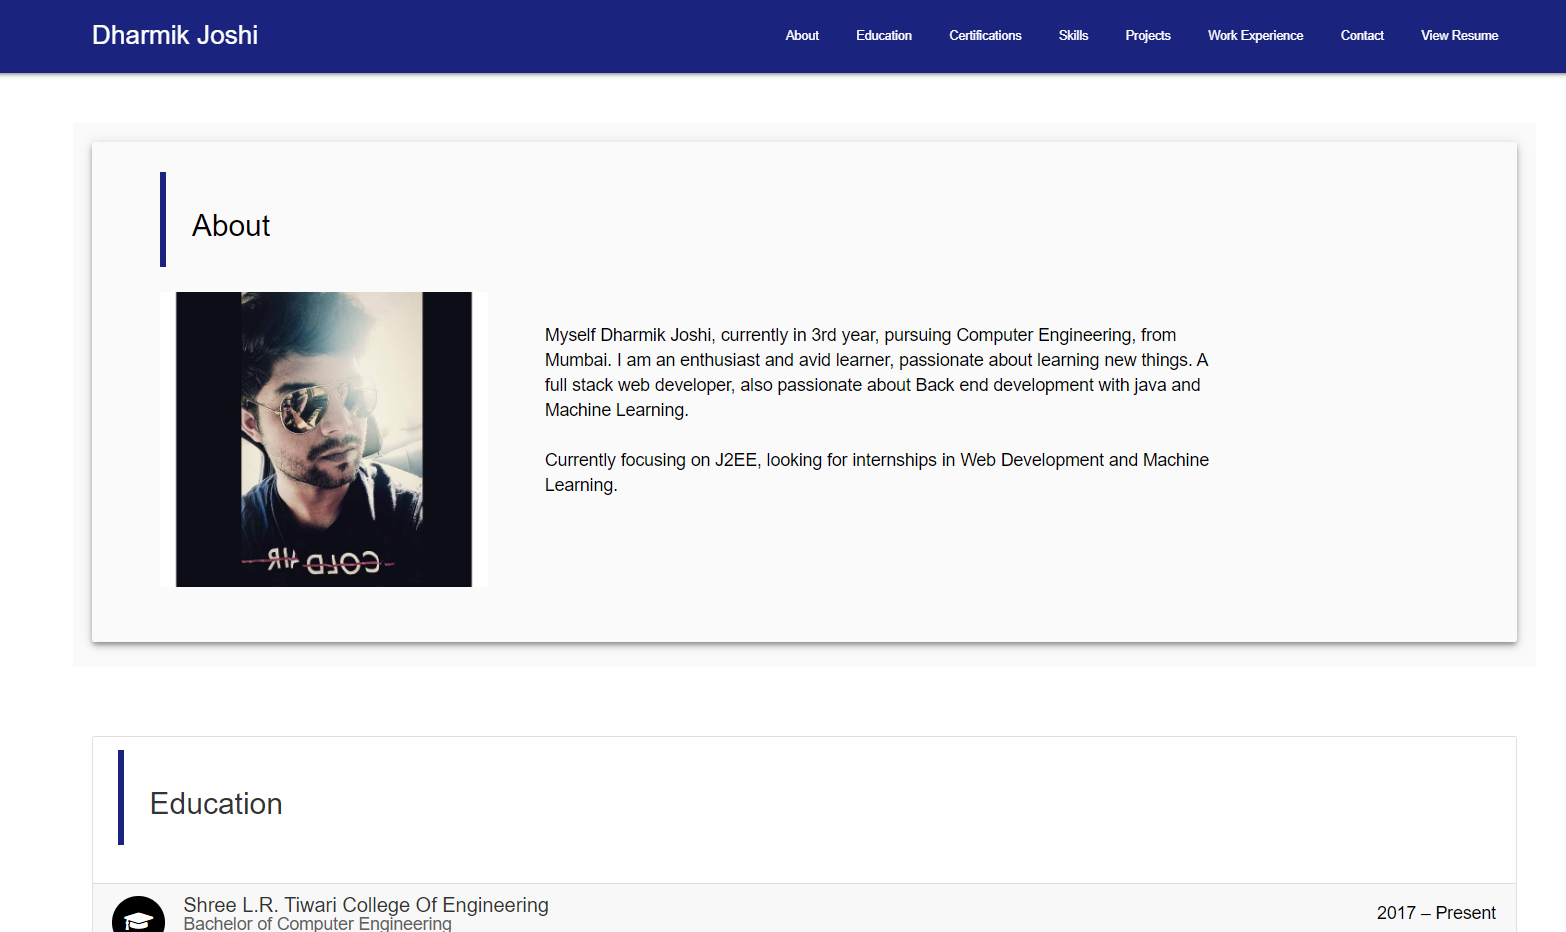 Dharmik Joshi
About
Education
Certifications
Skills
Projects
Work Experience
Contact
View Resume
About
Myself Dharmik Joshi, currently in 3rd year, pursuing Computer Engineering, from
Mumbai. I am an enthusiast and avid learner, passionate about learning new things. A
full stack web developer, also passionate about Back end development with java and
Machine Learning.
Currently focusing on J2EE, looking for internships in Web Development and Machine
Learning.
COLD AIR
Education
Shree L.R. Tiwari College Of Engineering
2017 – Present
Bachelor of Computer Engineering